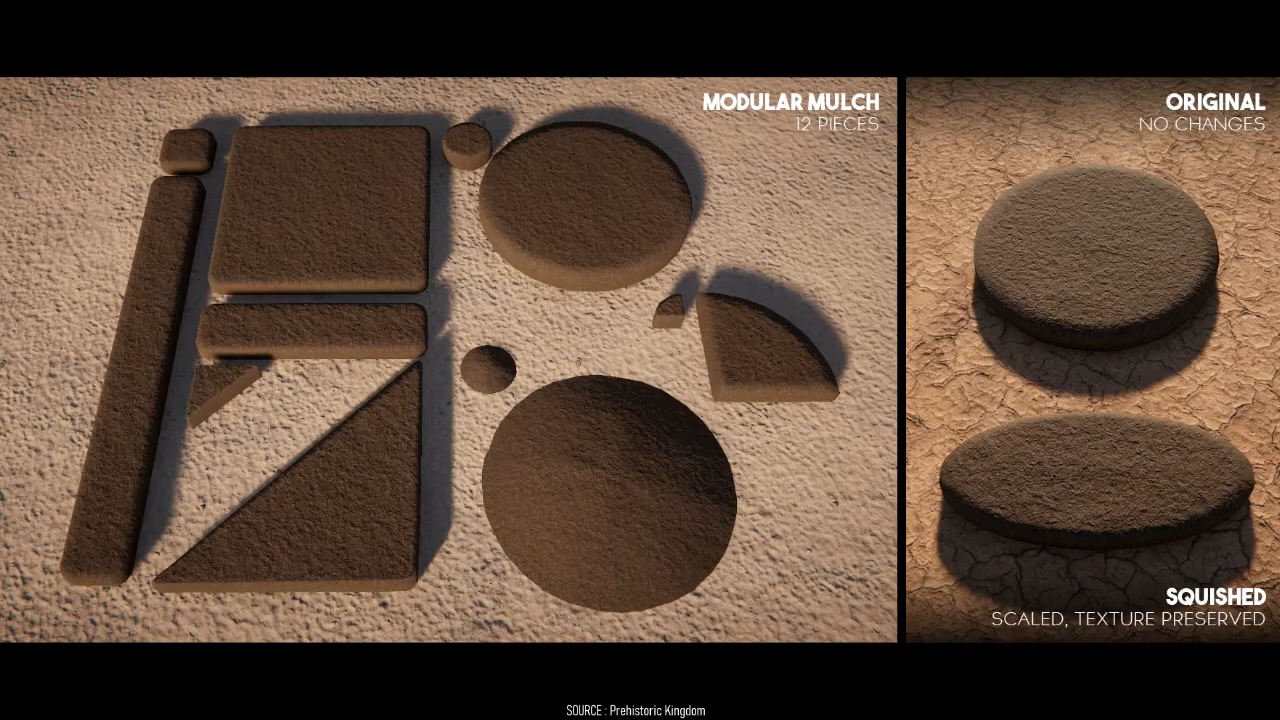 MODULAR MULCH
12 PIECES
ORIGINAL
NO CHANGES
SQUISHED
SCALED, TEXTURE PRESERVED
SOURCE : Prehistoric Kingdom